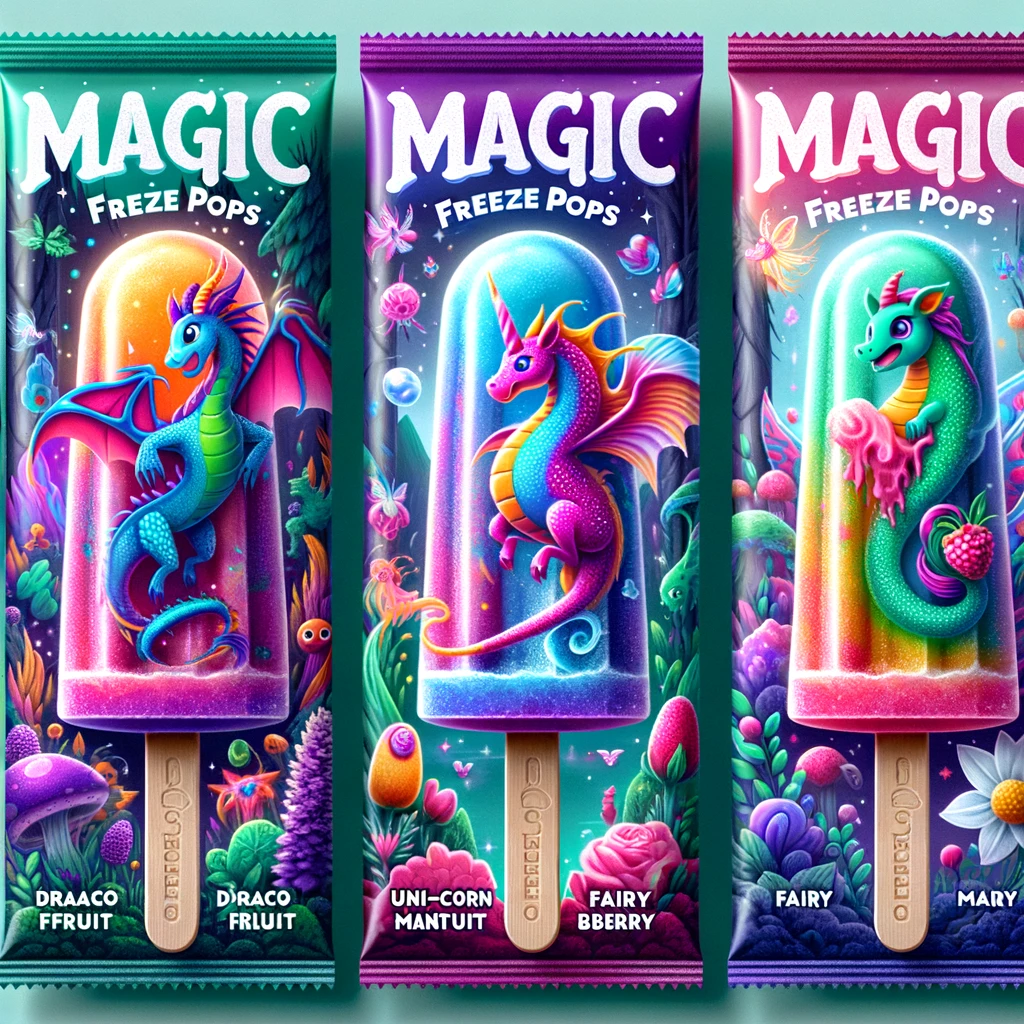 MAGIC
FREZE POPS
DRAACO
FFRUIT
DRACO
FRLUIT
MAGIC
FREEZE POPS
UNI-CORN
MANTUIT
FAIRY
BBERRY
MAGIC
FREEZE POPS
FAIRY
MARY